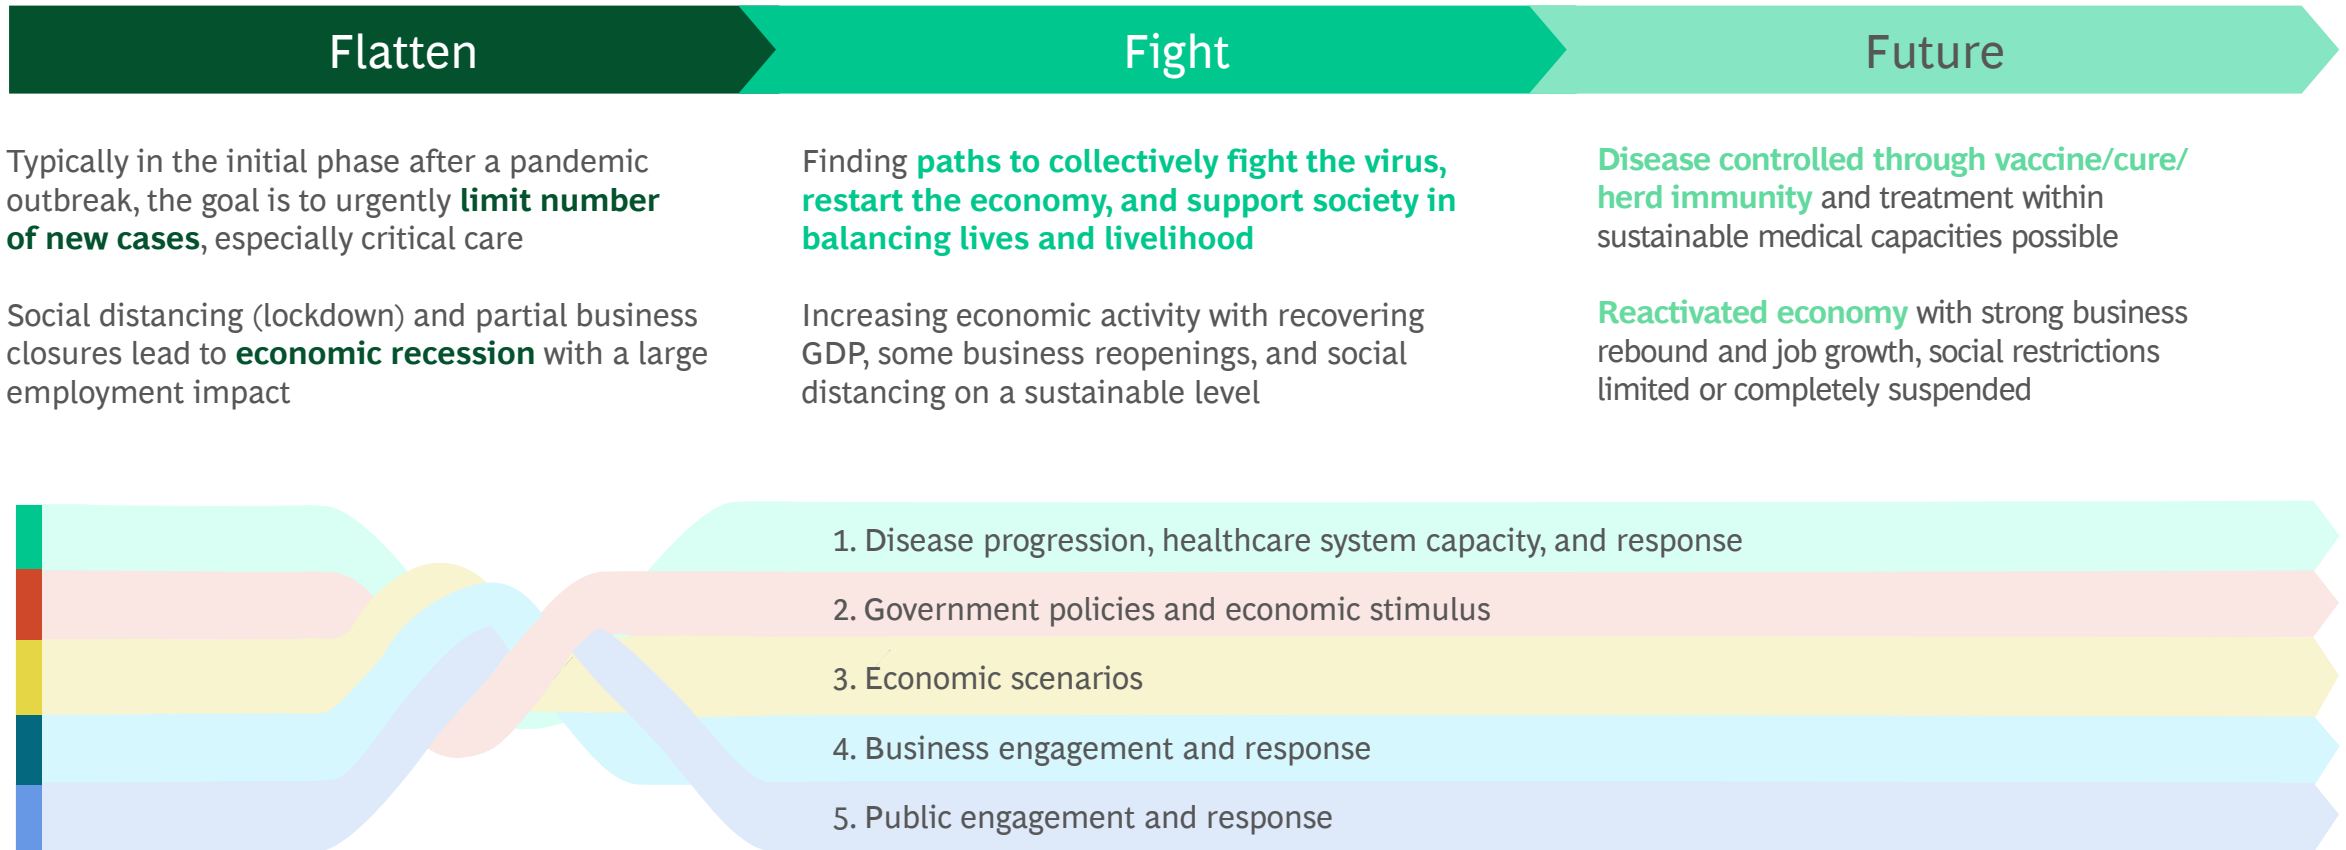 Flatten
Fight
Future
Typically in the initial phase after a pandemic
outbreak, the goal is to urgently limit number
of new cases, especially critical care
Social distancing (lockdown) and partial business
closures lead to economic recession with a large
employment impact
Finding paths to collectively fight the virus,
restart the economy, and support society in
balancing lives and livelihood
Increasing economic activity with recovering
GDP, some business reopenings, and social
distancing on a sustainable level
Disease controlled through vaccine/cure/
herd immunity and treatment within
sustainable medical capacities possible
Reactivated economy with strong business
rebound and job growth, social restrictions
limited or completely suspended
1. Disease progression, healthcare system capacity, and response
2. Government policies and economic stimulus
3. Economic scenarios
4. Business engagement and response
5. Public engagement and response